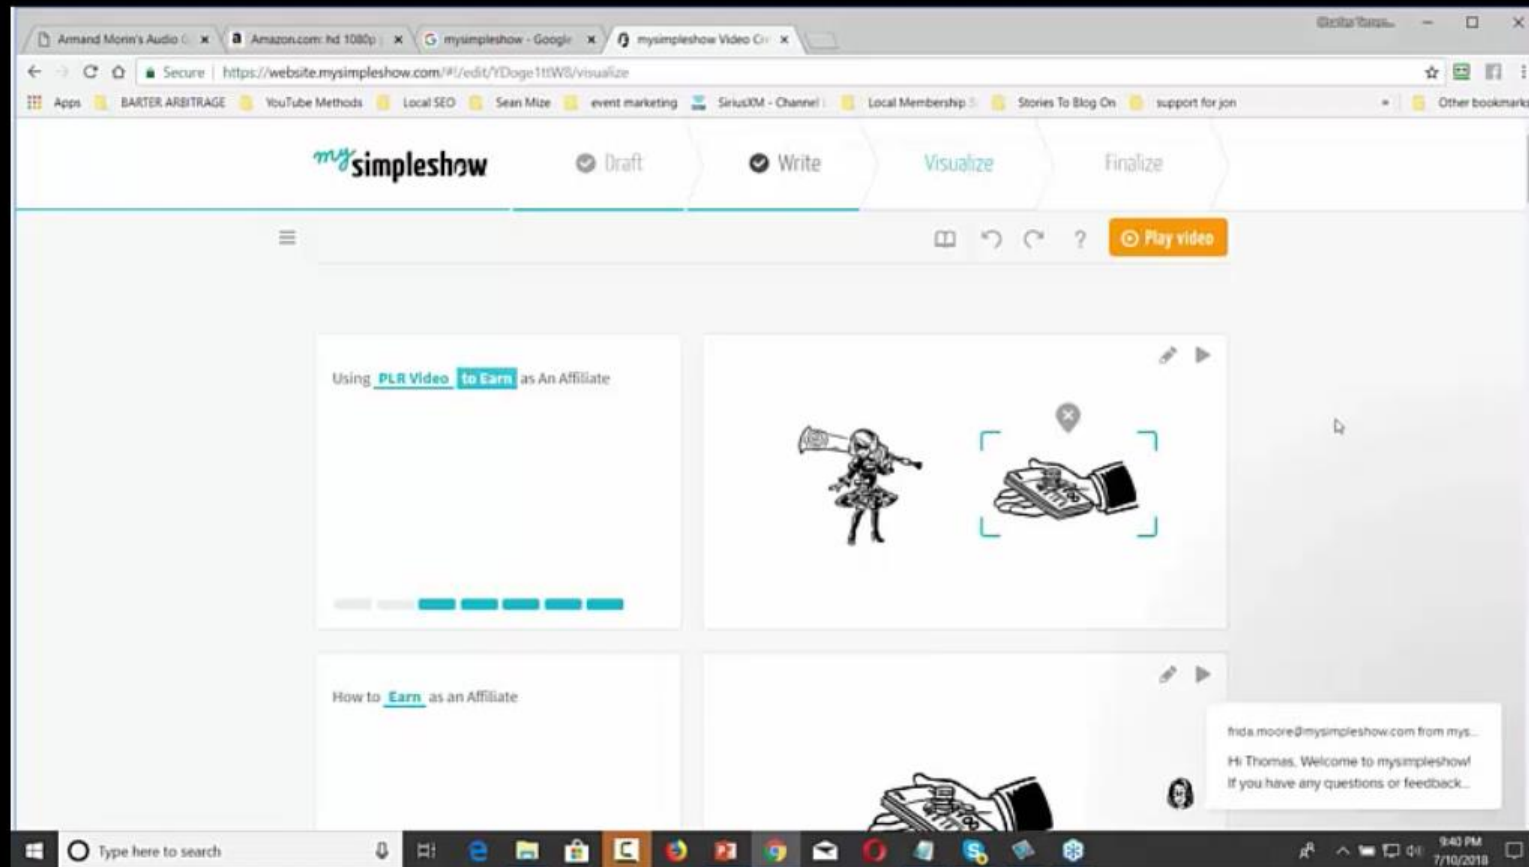 Armand Morin's Audio
Amazon.com: hd 1080p
mysimpleshow - Google
mysimpleshow Video Cr
Secure
https://website.mysimpleshow.com/#!/edit/YDoge1ttW8/visualize
Apps
BARTER ARBITRAGE
YouTube Methods
Local SEO
Sean Mize
event marketing
SiriusXM - Channel
Local Membership S
Stories To Blog On
support for jon
Other bookmarks
my simpleshow
Draft
Write
Visualize
Finalize
?
Play video
Using PLR Video to Earn as An Affiliate
How to Earn as an Affiliate
frida.moore@mysimpleshow.com from mys...
Hi Thomas, Welcome to mysimpleshow!
If you have any questions or feedback...
Type here to search
9:40 PM
7/10/2018